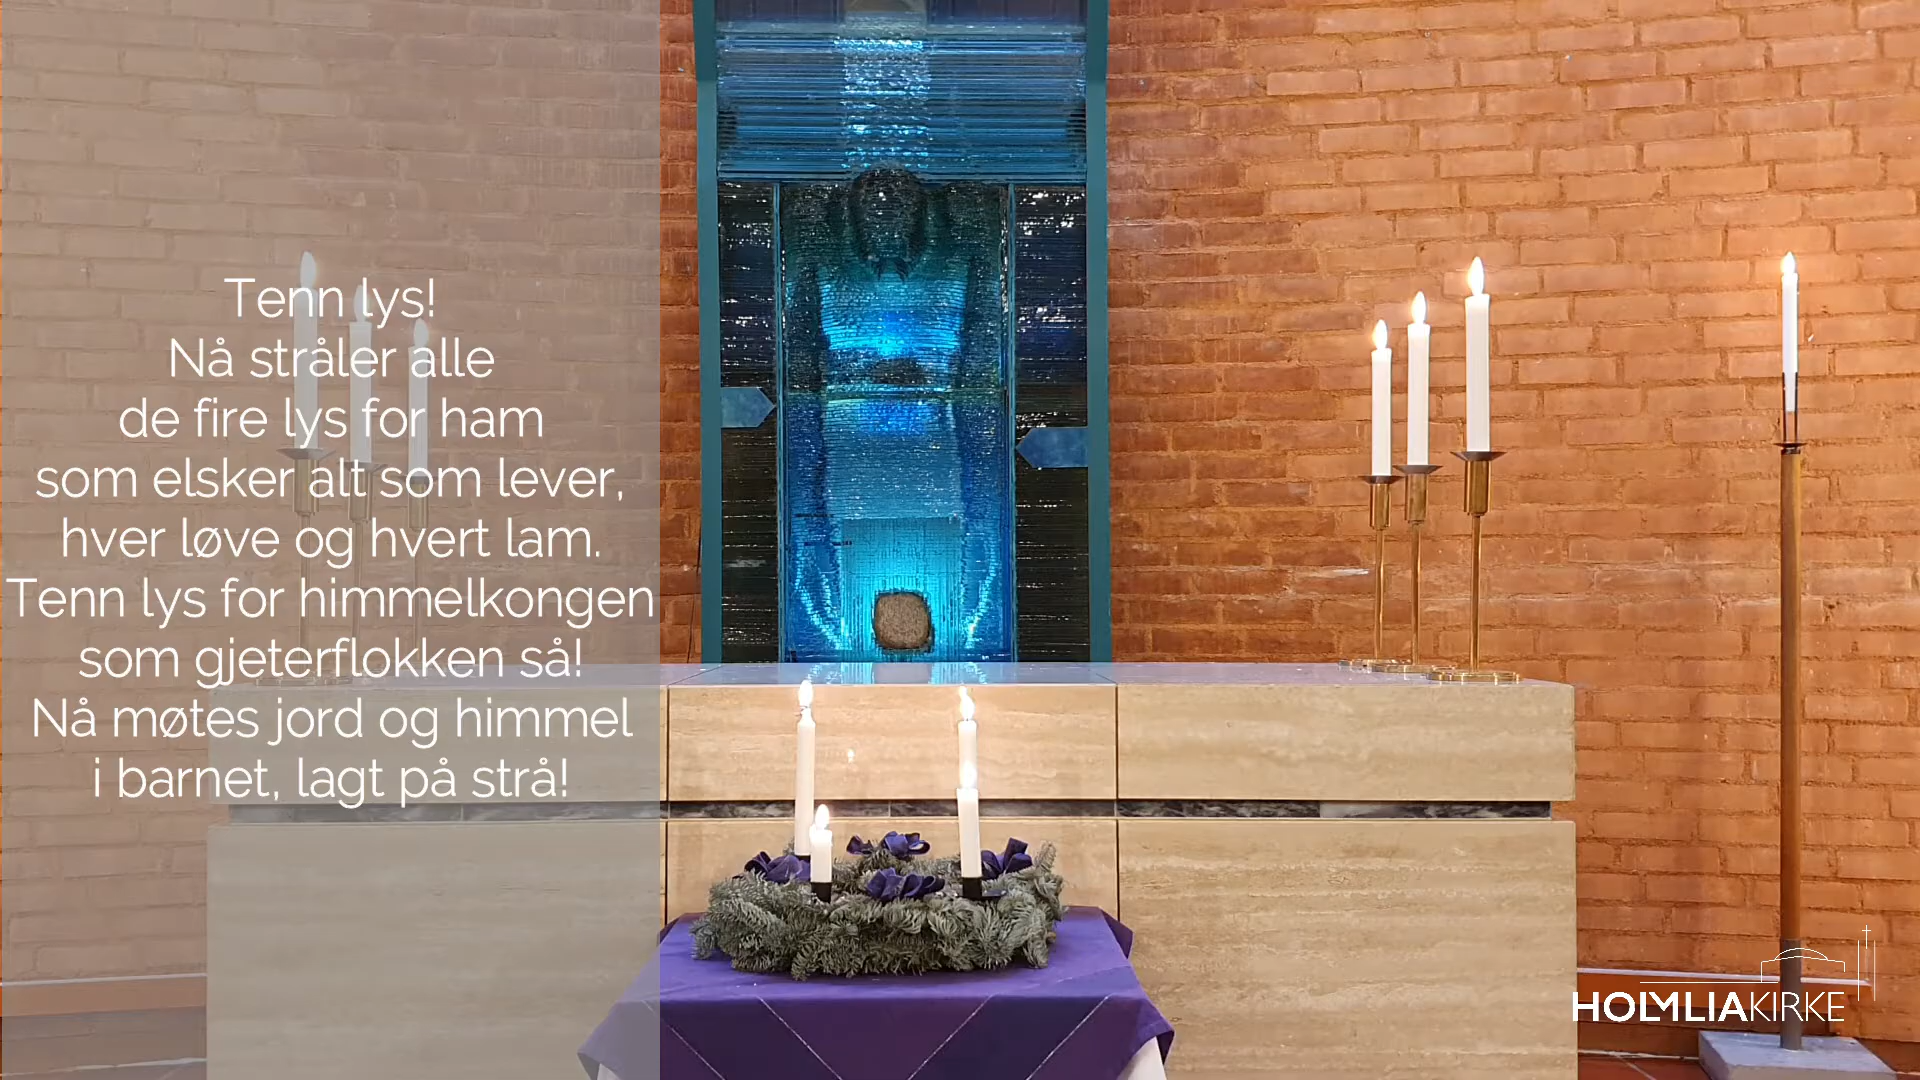 Tenn lys!
Nå stråler alle
de fire lys for ham
som elsker alt som lever,
hver løve og hvert lam.
Tenn lys for himmelkongen
som gjeterflokken så!
Nå møtes jord og himmel
i barnet, lagt på strå!
HOLMLIAKIRKE